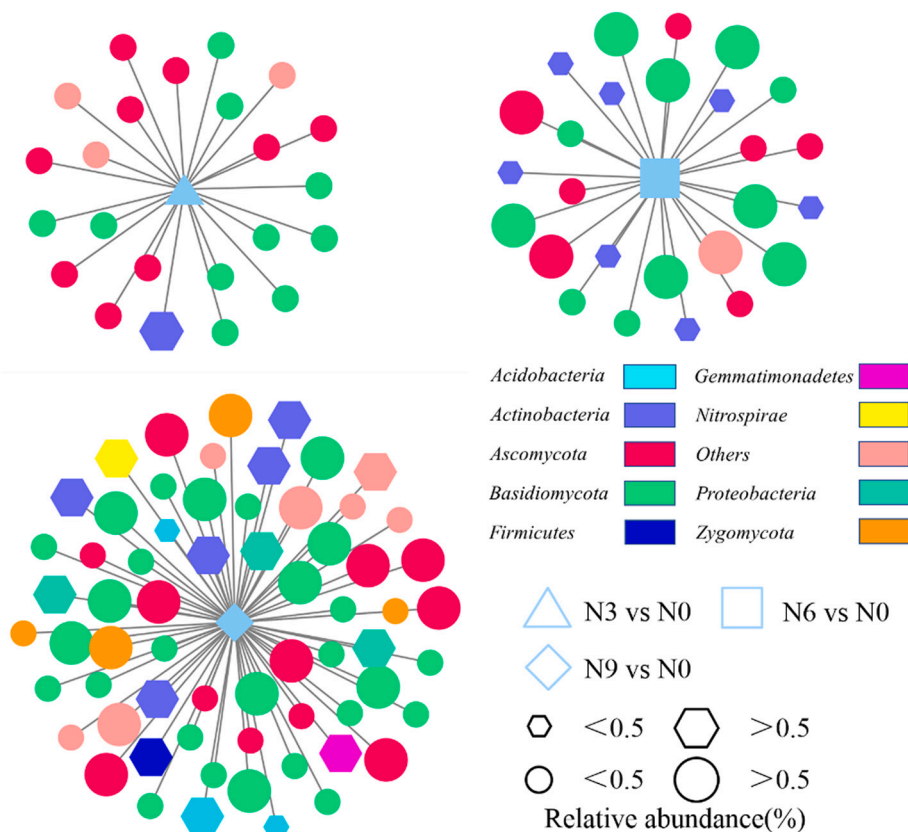 Acidobacteria Gemmatimonadetes
Actinobacteria Nitrospirae
Ascomycota Others
Basidiomycota Proteobacteria
Firmicutes Zygomycota
N3 vs N0 N6 vs N0
N9 vs N0
<0.5 >0.5
<0.5 >0.5
Relative abundance(%)